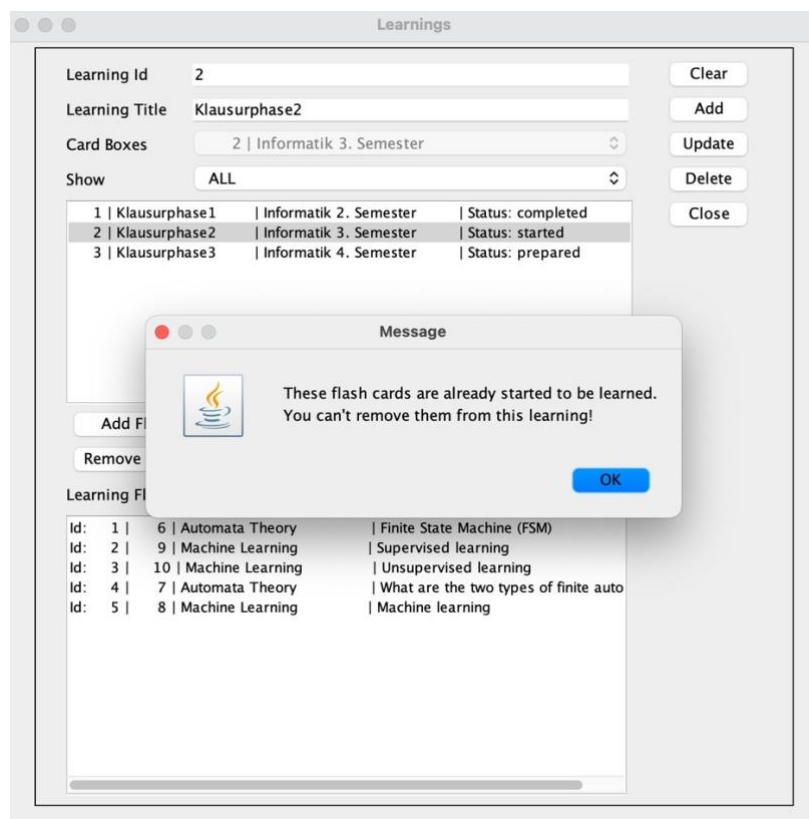 Learnings
Learning Id 2 Clear
Learning Title Klausurphase2 Add
Card Boxes 2 | Informatik 3. Semester Update
Show ALL Delete
1 | Klausurphase1 | Informatik 2. Semester | Status: completed Close
2 | Klausurphase2 | Informatik 3. Semester | Status: started
3 | Klausurphase3 | Informatik 4. Semester | Status: prepared
Message
These flash cards are already started to be learned.
You can't remove them from this learning!
OK
Add
Remove
Learning
Id: 1 | 6 | Automata Theory | Finite State Machine (FSM)
Id: 2 | 9 | Machine Learning | Supervised learning
Id: 3 | 10 | Machine Learning | Unsupervised learning
Id: 4 | 7 | Automata Theory | What are the two types of finite auto
Id: 5 | 8 | Machine Learning | Machine learning